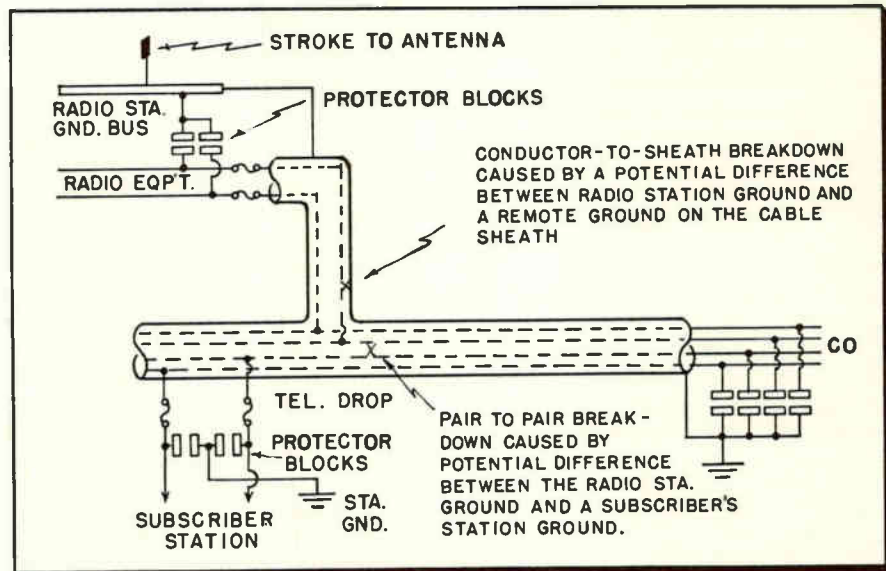 STROKE TO ANTENNA
RADIO STA.
GND. BUS
PROTECTOR BLOCKS
RADIO EQP'T.
CONDUCTOR-TO-SHEATH BREAKDOWN
CAUSED BY A POTENTIAL DIFFERENCE
BETWEEN RADIO STATION GROUND AND
A REMOTE GROUND ON THE CABLE
SHEATH
CO
TEL. DROP
PROTECTOR
BLOCKS
SUBSCRIBER
STATION
STA.
GND.
PAIR TO PAIR BREAK-
DOWN CAUSED BY
POTENTIAL DIFFERENCE
BETWEEN THE RADIO STA.
GROUND AND A SUBSCRIBER'S
STATION GROUND.